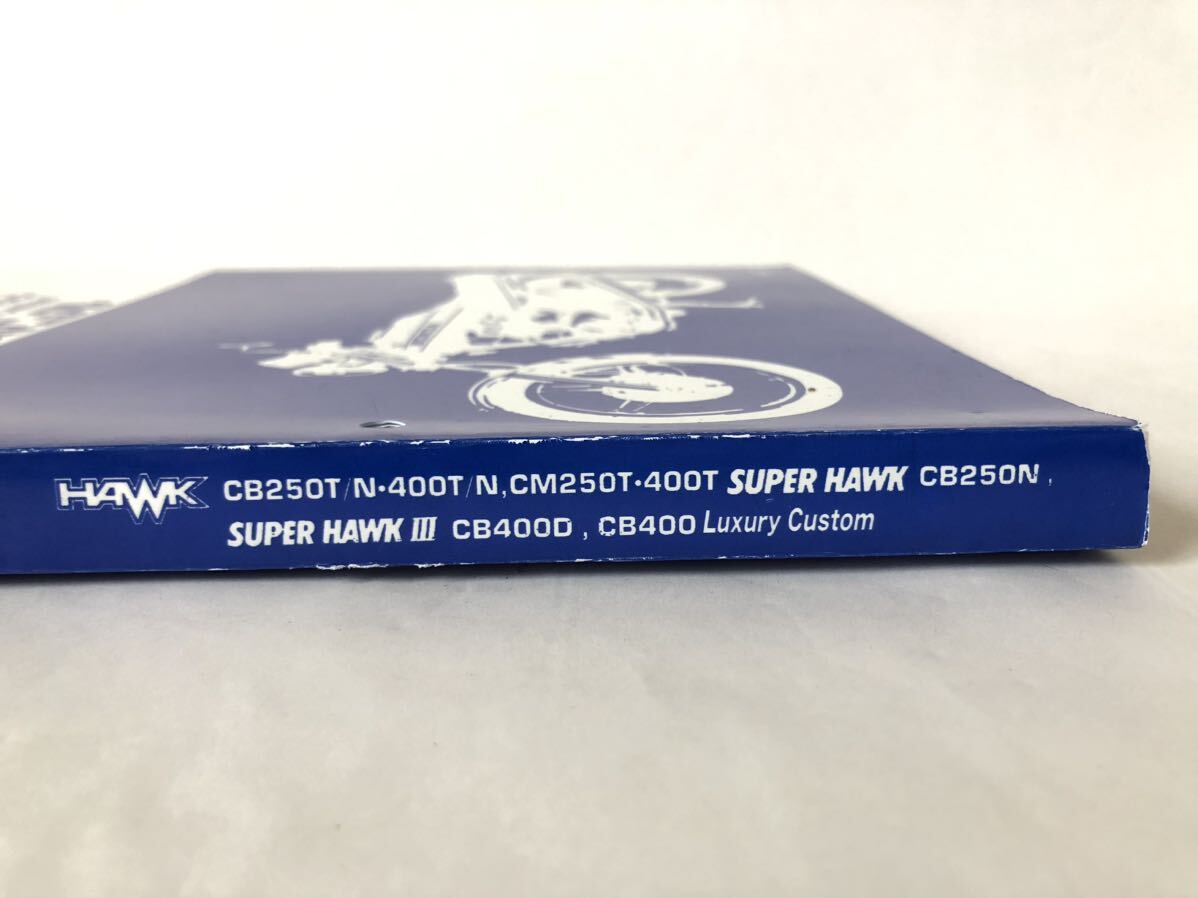 HAWK CB250T/N·400T/N,CM250T·400T SUPER HAWK CB250N,
SUPER HAWK III CB400D, CB400 Luxury Custom